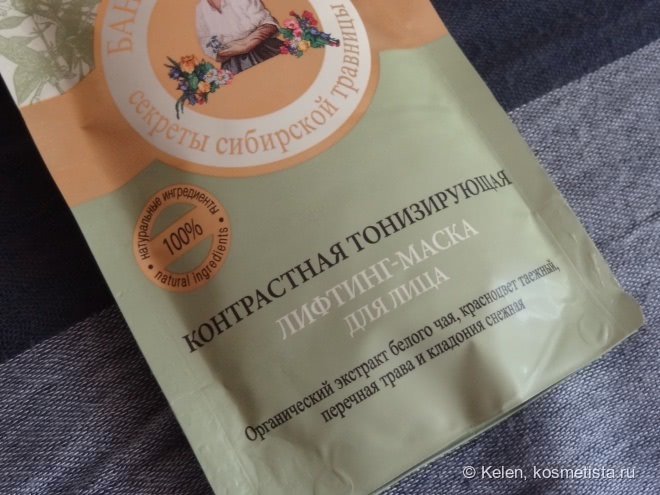 БАН
секреты сибирской травницы
натуральные ингредиенты
100%
natural ingredients
КОНТРАСТНАЯ ТОНИЗИРУЮЩАЯ
ЛИФТИНГ-МАСКА
ДЛЯ ЛИЦА
Органический экстракт белого чая, красноцвет таежный,
перечная трава и кладония снежная
© Kelen, kosmetista.ru